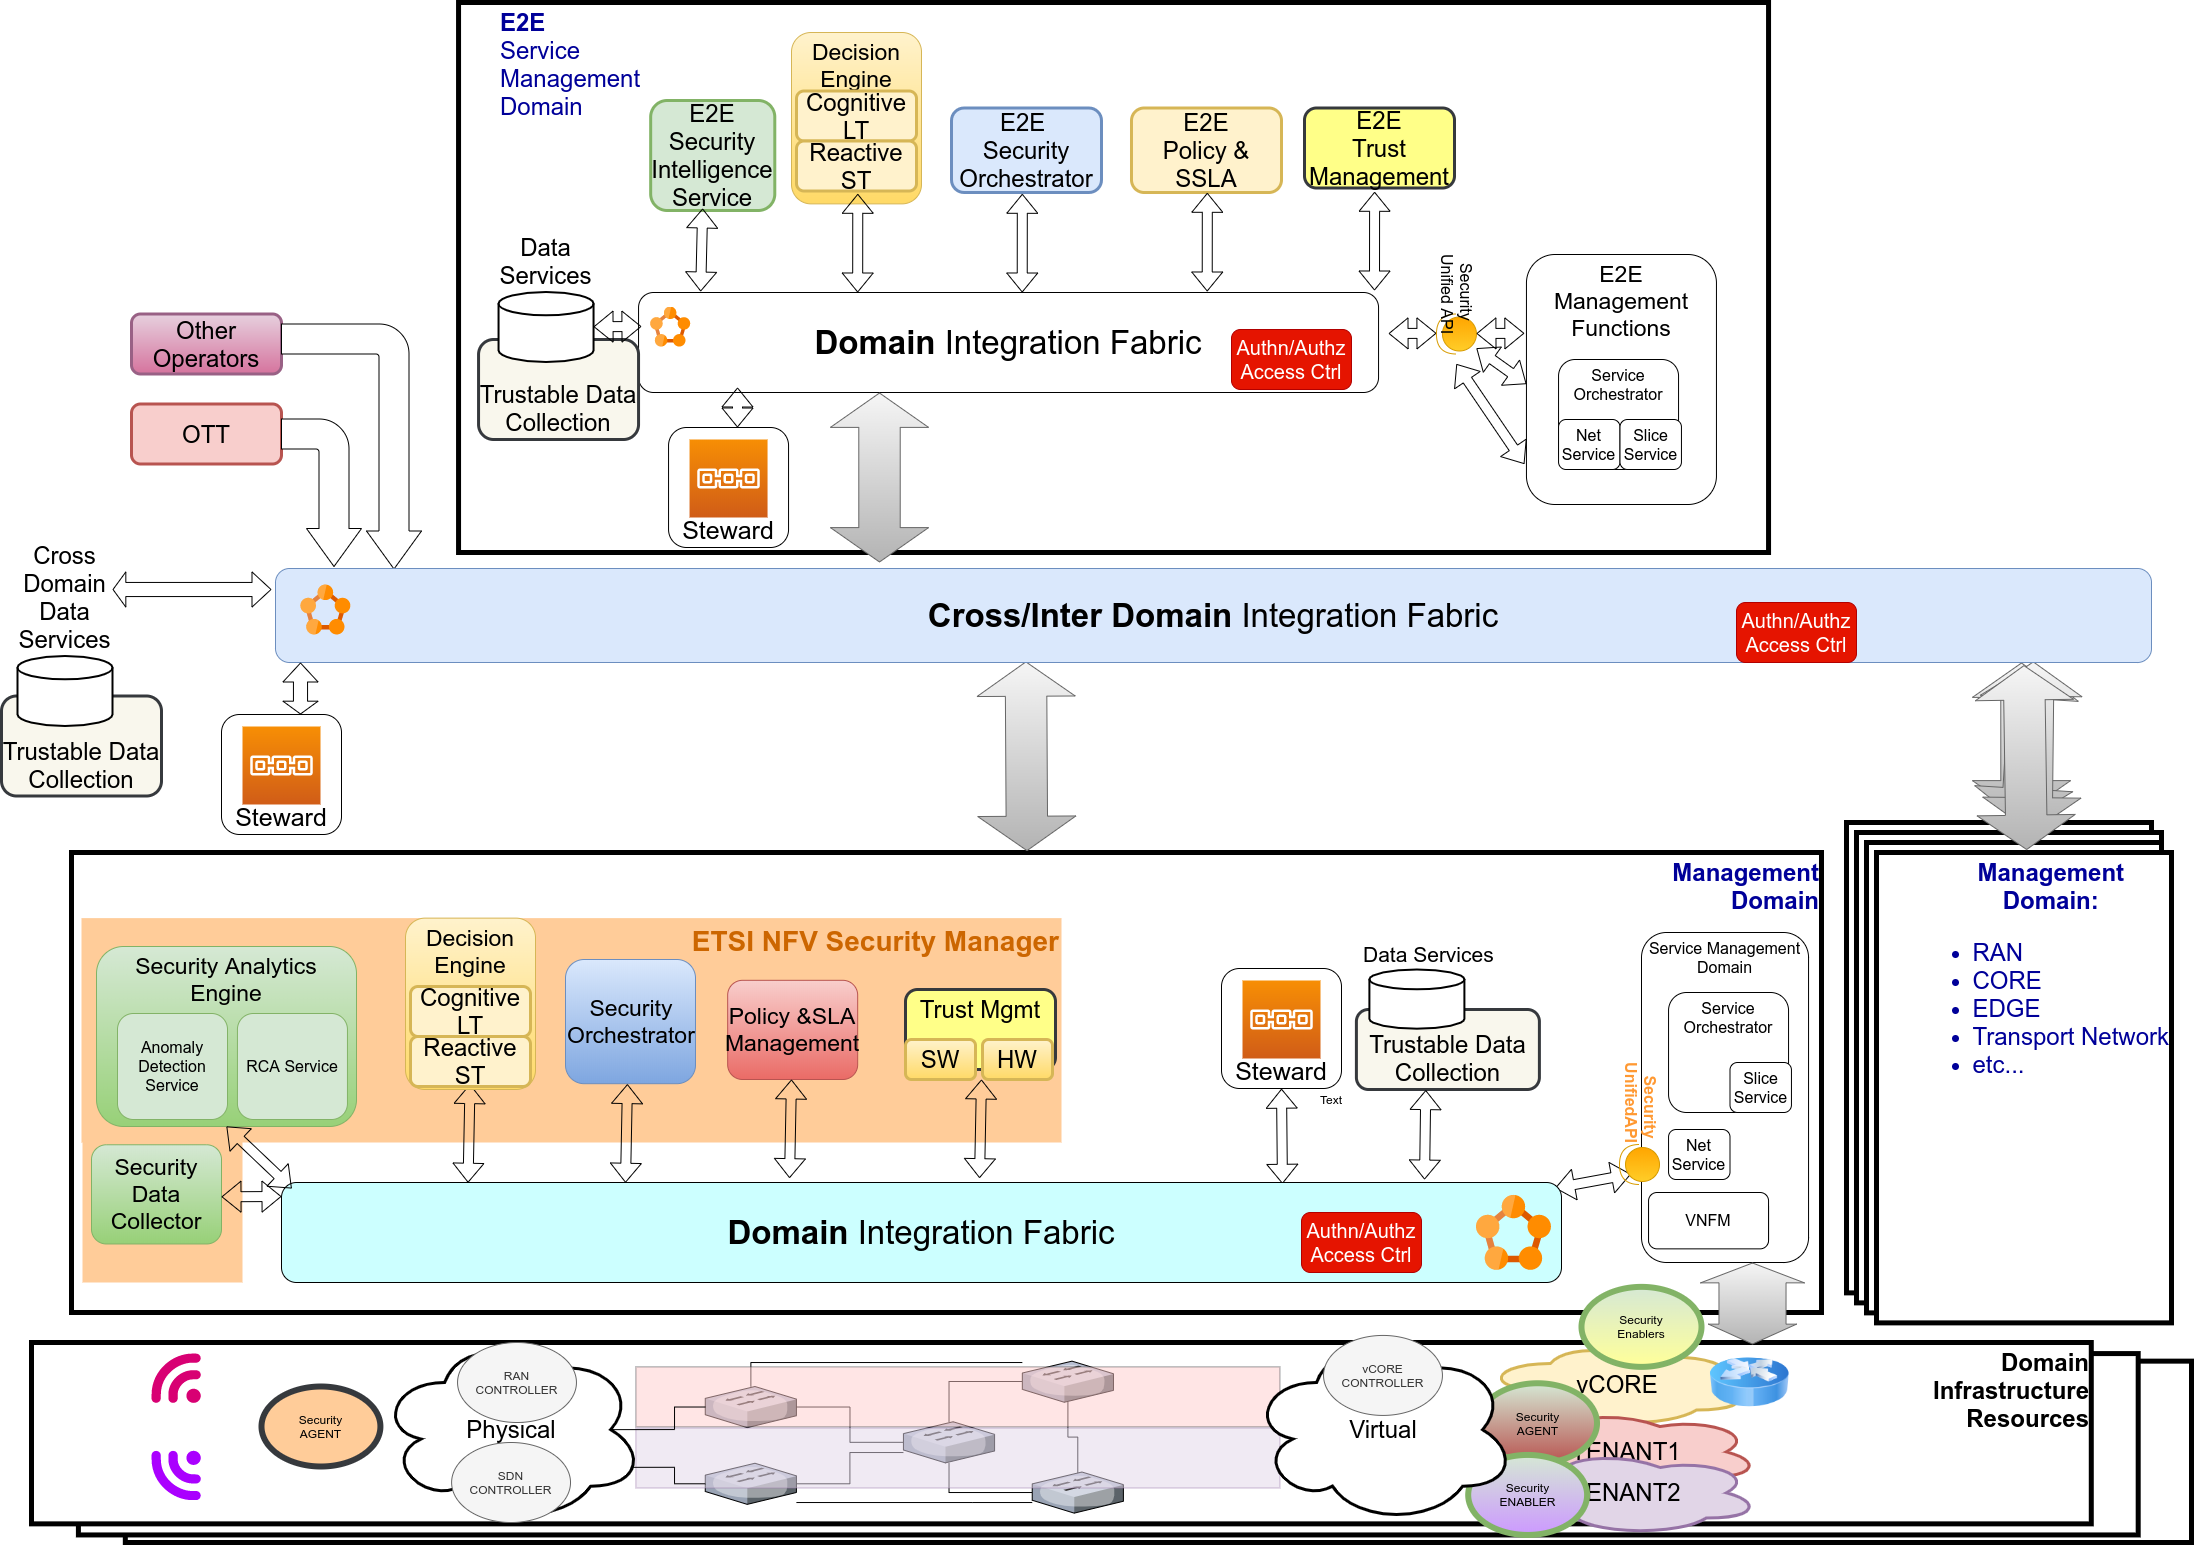 E2E
Service
Management
Domain
Decision
Engine
Cognitive
LT
Reactive
ST
E2E
Security
Intelligence
Service
E2E
Security
Orchestrator
E2E
Policy &
SSLA
E2E
Trust
Management
Data
Services
Trustable Data
Collection
Domain Integration Fabric
Authn/Authz
Access Ctrl
Security
Unified API
E2E
Management
Functions
Service
Orchestrator
Net
Service
Slice
Service
Steward
Other
Operators
OTT
Cross
Domain
Data
Services
Trustable Data
Collection
Cross/Inter Domain Integration Fabric
Authn/Authz
Access Ctrl
Steward
Management
Domain
ETSI NFV Security Manager
Security Analytics
Engine
Anomaly
Detection
Service
RCA Service
Decision
Engine
Cognitive
LT
Reactive
ST
Security
Orchestrator
Policy &SLA
Management
Trust Mgmt
SW
HW
Steward
Text
Data Services
Trustable Data
Collection
Service Management
Domain
Service
Orchestrator
Slice
Service
Net
Service
VNFM
Security
UnifiedAPI
Security
Data
Collector
Domain Integration Fabric
Authn/Authz
Access Ctrl
Management
Domain:
• RAN
• CORE
• EDGE
• Transport Network
• etc...
Domain
Infrastructure
Resources
Security
AGENT
RAN
CONTROLLER
Physical
SDN
CONTROLLER
vCORE
CONTROLLER
Virtual
Security
Enablers
vCORE
Security
AGENT
ENANT1
Security
ENABLER
ENANT2